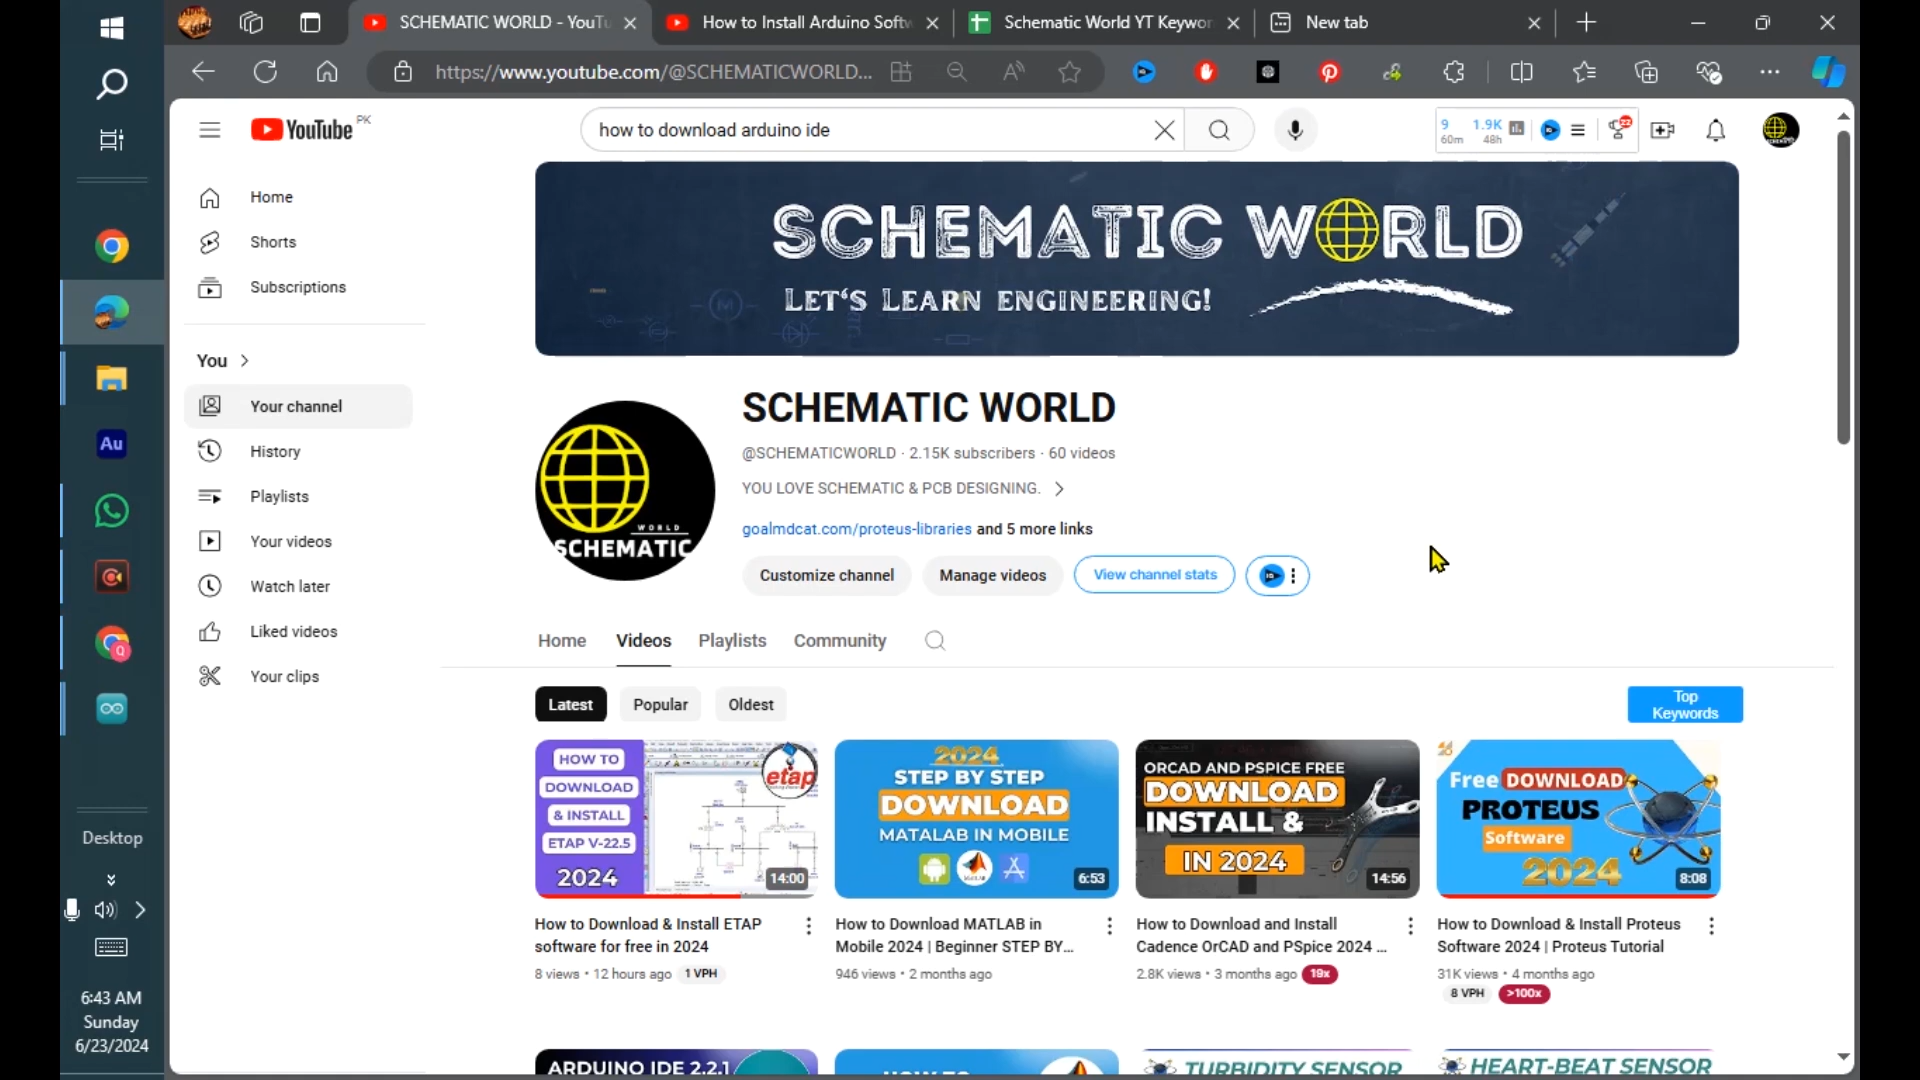 SCHEMATIC WORLD - YouTu
How to Install Arduino Softw
Schematic World YT Keywor
New tab
https://www.youtube.com/@SCHEMATICWORLD...
YouTube PK
how to download arduino ide
9
60m
1.9K
48h
22
Home
Shorts
Subscriptions
You
Your channel
History
Playlists
Your videos
Watch later
Liked videos
Your clips
SCHEMATIC WORLD
LET'S LEARN ENGINEERING!
WORLD
SCHEMATIC
SCHEMATIC WORLD
@SCHEMATICWORLD · 2.15K subscribers · 60 videos
YOU LOVE SCHEMATIC & PCB DESIGNING.
goalmdcat.com/proteus-libraries and 5 more links
Customize channel
Manage videos
View channel stats
Home
Videos
Playlists
Community
Latest
Popular
Oldest
Top
Keywords
HOW TO
DOWNLOAD
& INSTALL
ETAP V-22.5
2024
etap
14:00
How to Download & Install ETAP
software for free in 2024
8 views • 12 hours ago
1 VPH
2024
STEP BY STEP
DOWNLOAD
MATALAB IN MOBILE
6:53
How to Download MATLAB in
Mobile 2024 | Beginner STEP BY...
946 views • 2 months ago
ORCAD AND PSPICE FREE
DOWNLOAD
INSTALL &
IN 2024
14:56
How to Download and Install
Cadence OrCAD and PSpice 2024 ...
2.8K views • 3 months ago
19x
Free DOWNLOAD
PROTEUS
Software
2024
8:08
How to Download & Install Proteus
Software 2024 | Proteus Tutorial
31K views • 4 months ago
8 VPH
>100x
ARDUINO IDE 2.2.1
HOW TO
TURBIDITY SENSOR
HEART-BEAT SENSOR
Au
Desktop
6:43 AM
Sunday
6/23/2024